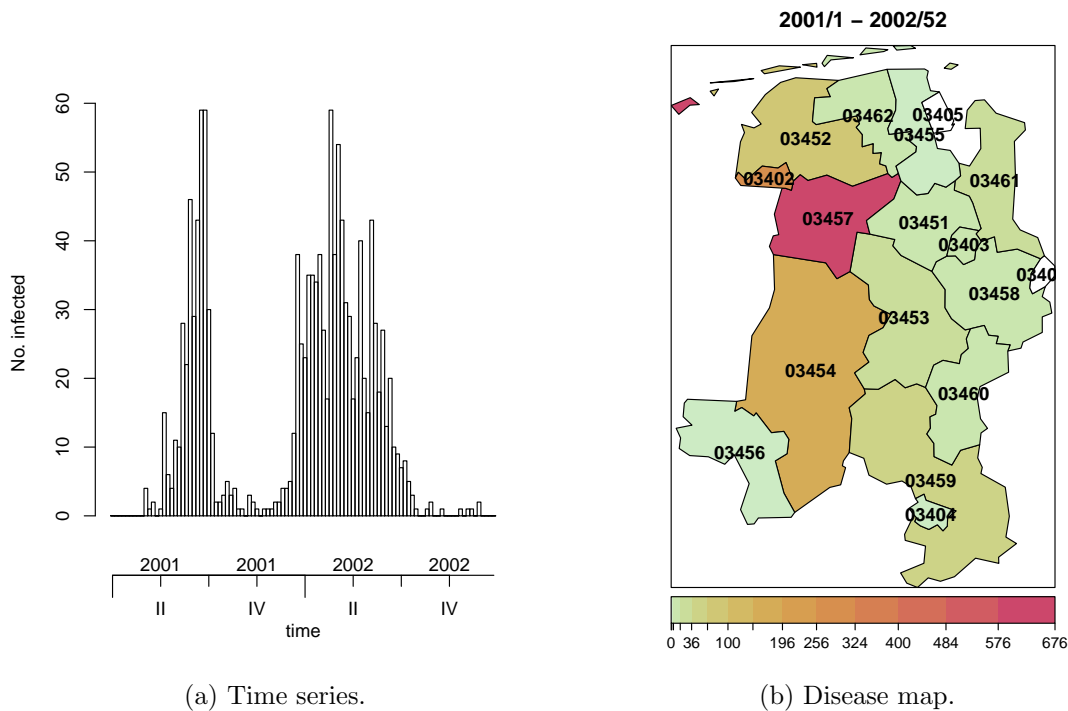 No. infected
0
10
20
30
40
50
60
2001
2001
2002
2002
II
IV
II
IV
time
(a) Time series.
2001/1 − 2002/52
03405
03462
03455
03452
03402
03461
03457
03451
03403
0340
03458
03453
03454
03460
03456
03459
03404
0 36 100 196 256 324 400 484 576 676
(b) Disease map.